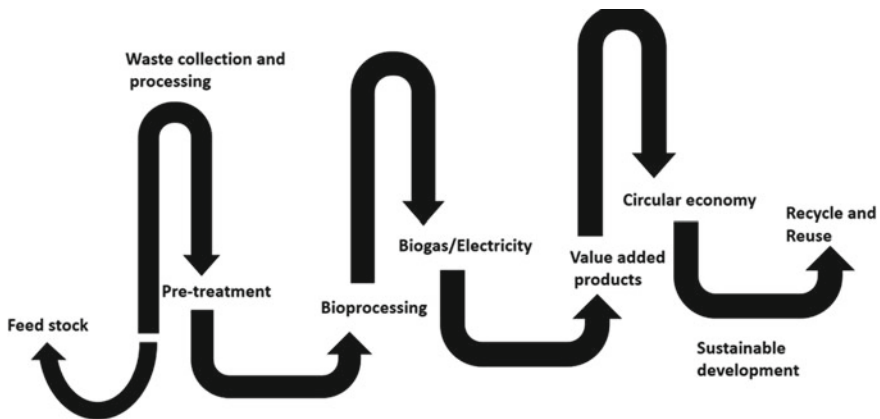 Waste collection and
processing
Feed stock
Pre-treatment
Bioprocessing
Biogas/Electricity
Value added
products
Circular economy
Recycle and
Reuse
Sustainable
development